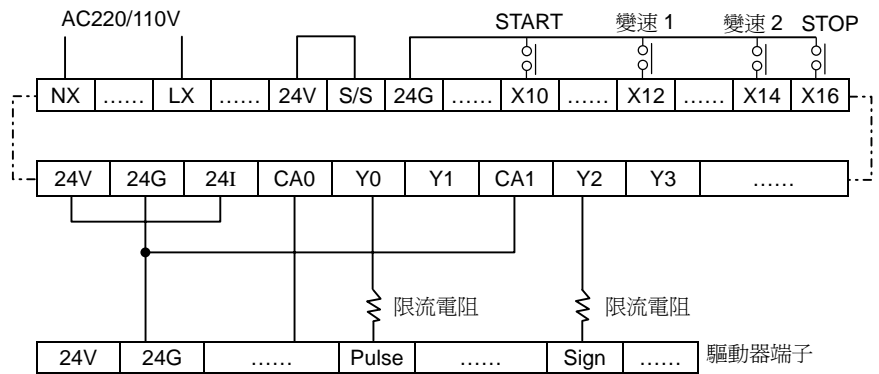 AC220/110V
START 變速 1 變速 2 STOP
NX …… LX …… 24V S/S 24G …… X10 …… X12 …… X14 X16
24V 24G 24I CA0 Y0 Y1 CA1 Y2 Y3 ……
限流電阻 限流電阻
24V 24G …… Pulse …… Sign …… 驅動器端子